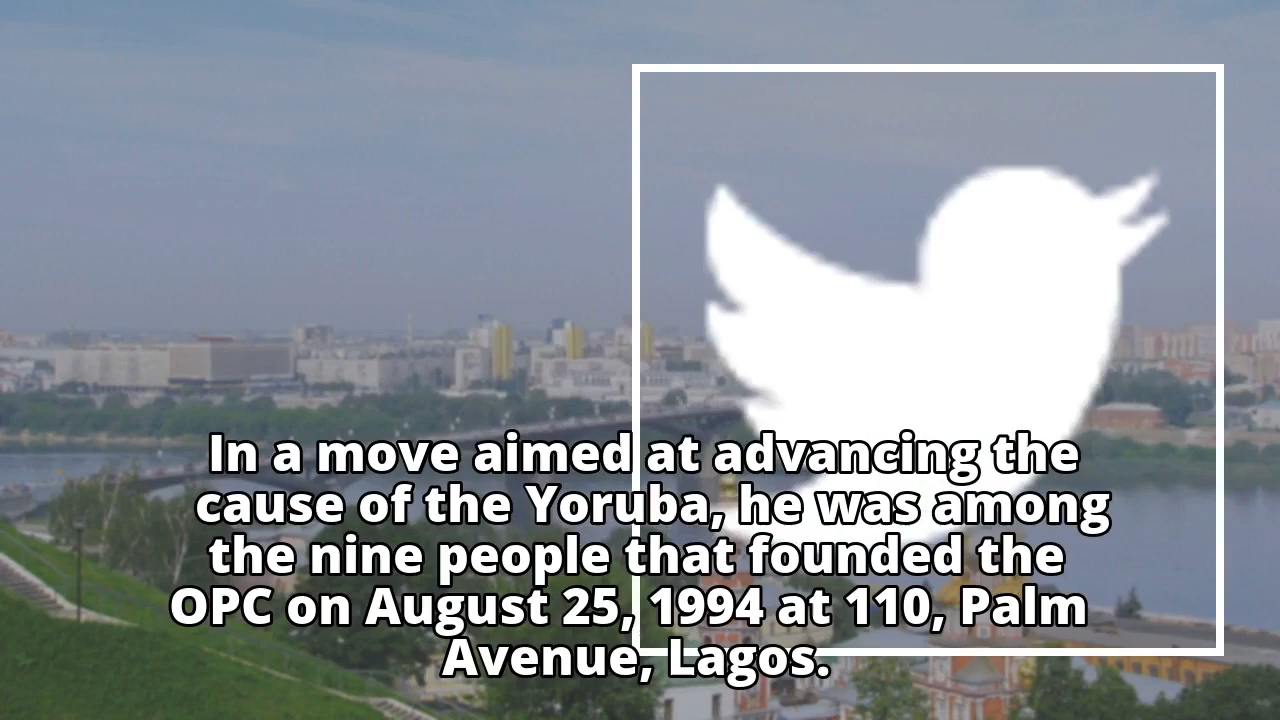 In a move aimed at advancing the
cause of the Yoruba, he was among
the nine people that founded the
OPC on August 25, 1994 at 110, Palm
Avenue, Lagos.